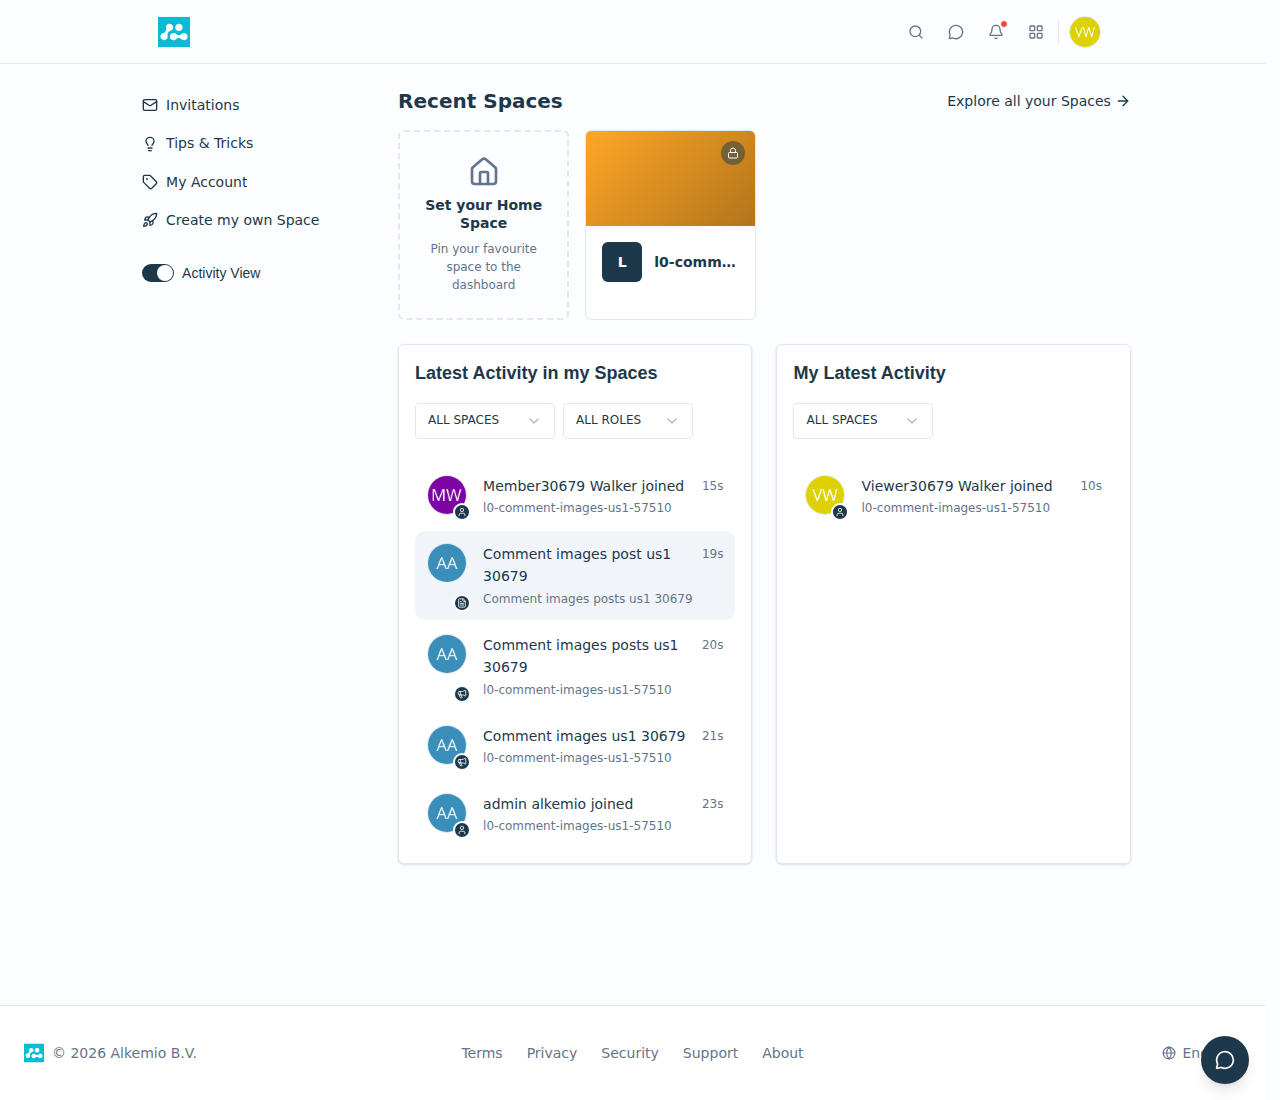 VW
Invitations
Tips & Tricks
My Account
Create my own Space
Activity View
Recent Spaces
Explore all your Spaces
Set your Home
Space
Pin your favourite
space to the
dashboard
L
l0-comm...
Latest Activity in my Spaces
ALL SPACES
ALL ROLES
MW
Member30679 Walker joined
15s
l0-comment-images-us1-57510
AA
Comment images post us1
30679
19s
Comment images posts us1 30679
AA
Comment images posts us1
30679
20s
l0-comment-images-us1-57510
AA
Comment images us1 30679
21s
l0-comment-images-us1-57510
AA
admin alkemio joined
23s
l0-comment-images-us1-57510
My Latest Activity
ALL SPACES
VW
Viewer30679 Walker joined
10s
l0-comment-images-us1-57510
© 2026 Alkemio B.V.
Terms
Privacy
Security
Support
About